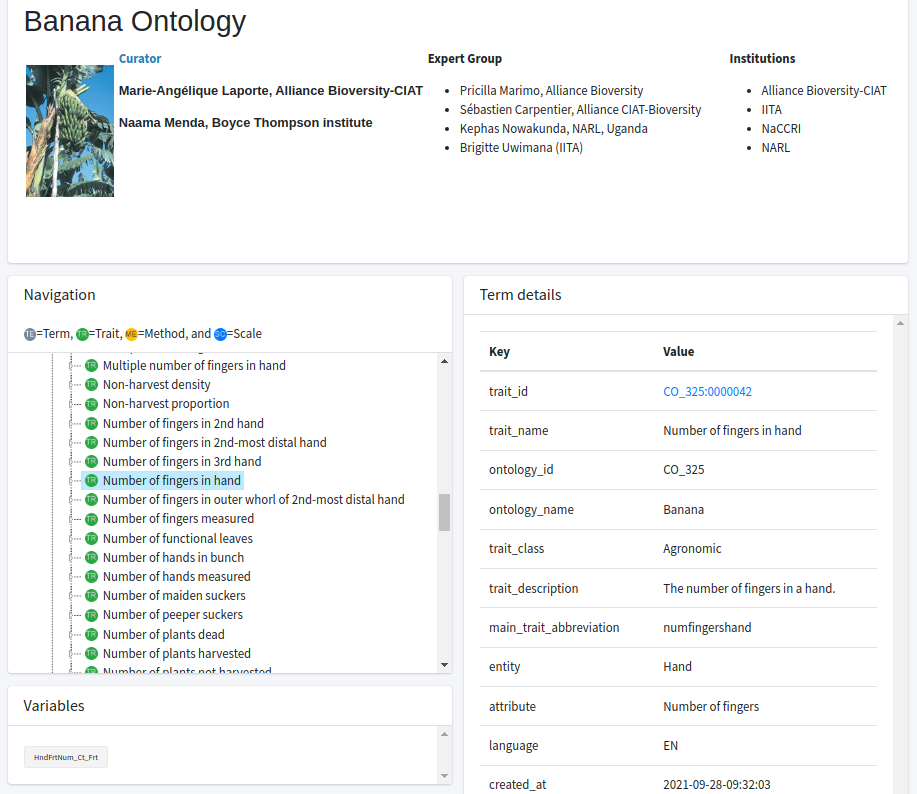 Banana Ontology
Curator
Marie-Angélique Laporte, Alliance Bioversity-CIAT
Naama Menda, Boyce Thompson institute
Expert Group
Pricilla Marimo, Alliance Bioversity
Sébastien Carpentier, Alliance CIAT-Bioversity
Kephas Nowakunda, NARL, Uganda
Brigitte Uwimana (IITA)
Institutions
Alliance Bioversity-CIAT
IITA
NaCCRI
NARL
Navigation
TE=Term, TR=Trait, ME=Method, and SC=Scale
TR Multiple number of fingers in hand
TR Non-harvest density
TR Non-harvest proportion
TR Number of fingers in 2nd hand
TR Number of fingers in 2nd-most distal hand
TR Number of fingers in 3rd hand
TR Number of fingers in hand
TR Number of fingers in outer whorl of 2nd-most distal hand
TR Number of fingers measured
TR Number of functional leaves
TR Number of hands in bunch
TR Number of hands measured
TR Number of maiden suckers
TR Number of peeper suckers
TR Number of plants dead
TR Number of plants harvested
TR Number of plants not harvested
Variables
HndFrtNum_Ct_Frt
Term details
Key Value
trait_id CO_325:0000042
trait_name Number of fingers in hand
ontology_id CO_325
ontology_name Banana
trait_class Agronomic
trait_description The number of fingers in a hand.
main_trait_abbreviation numfingershand
entity Hand
attribute Number of fingers
language EN
created_at 2021-09-28-09:32:03